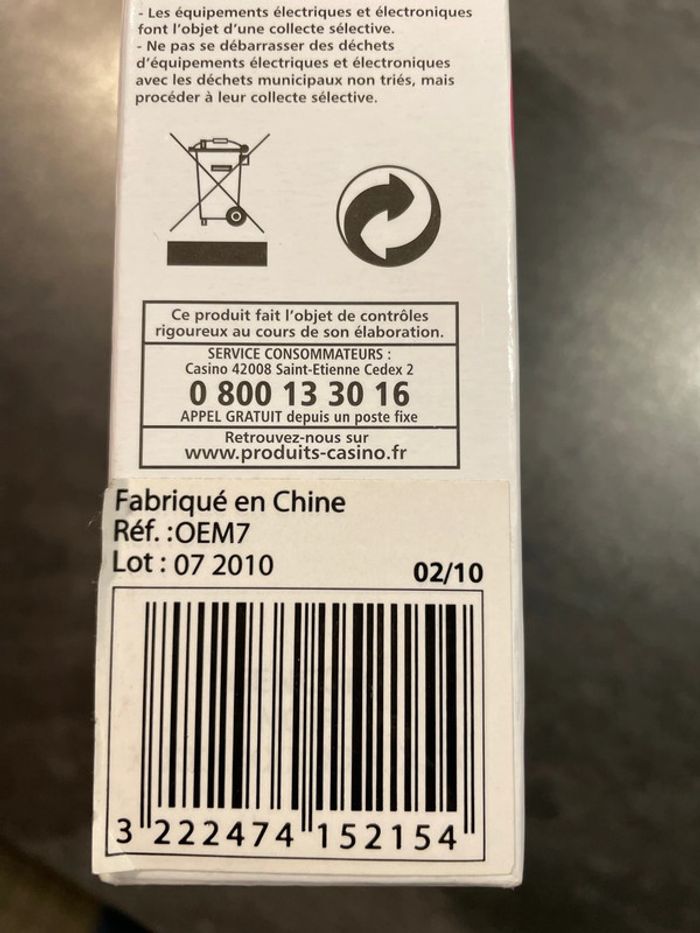 - Les équipements électriques et électroniques
font l'objet d'une collecte sélective.
- Ne pas se débarrasser des déchets
d'équipements électriques et électroniques
avec les déchets municipaux non triés, mais
procéder à leur collecte sélective.
Ce produit fait l'objet de contrôles
rigoureux au cours de son élaboration.
SERVICE CONSOMMATEURS :
Casino 42008 Saint-Etienne Cedex 2
0 800 13 30 16
APPEL GRATUIT depuis un poste fixe
Retrouvez-nous sur
www.produits-casino.fr
Fabriqué en Chine
Réf. :OEM7
Lot : 07 2010
02/10
3 222474 152154